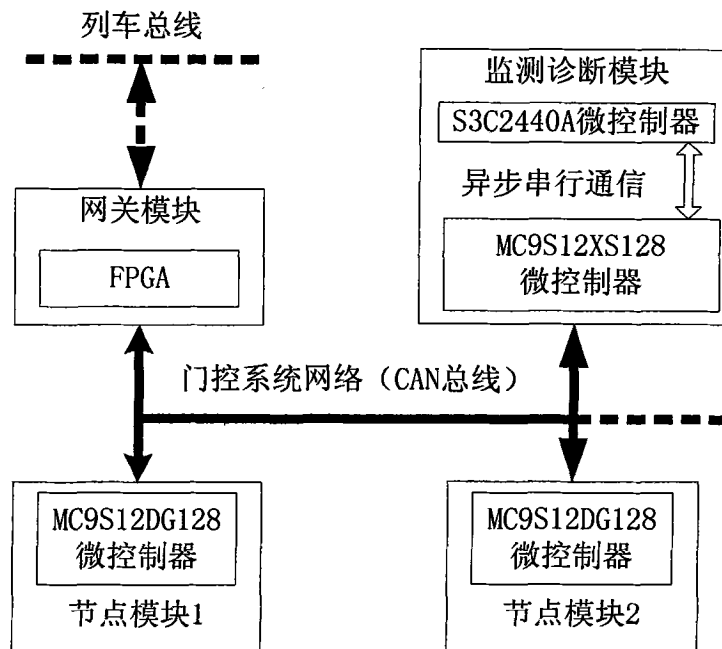 列车总线
监测诊断模块
S3C2440A微控制器
异步串行通信
网关模块
FPGA
MC9S12XS128
微控制器
门控系统网络（CAN总线）
MC9S12DG128
微控制器
节点模块1
MC9S12DG128
微控制器
节点模块2